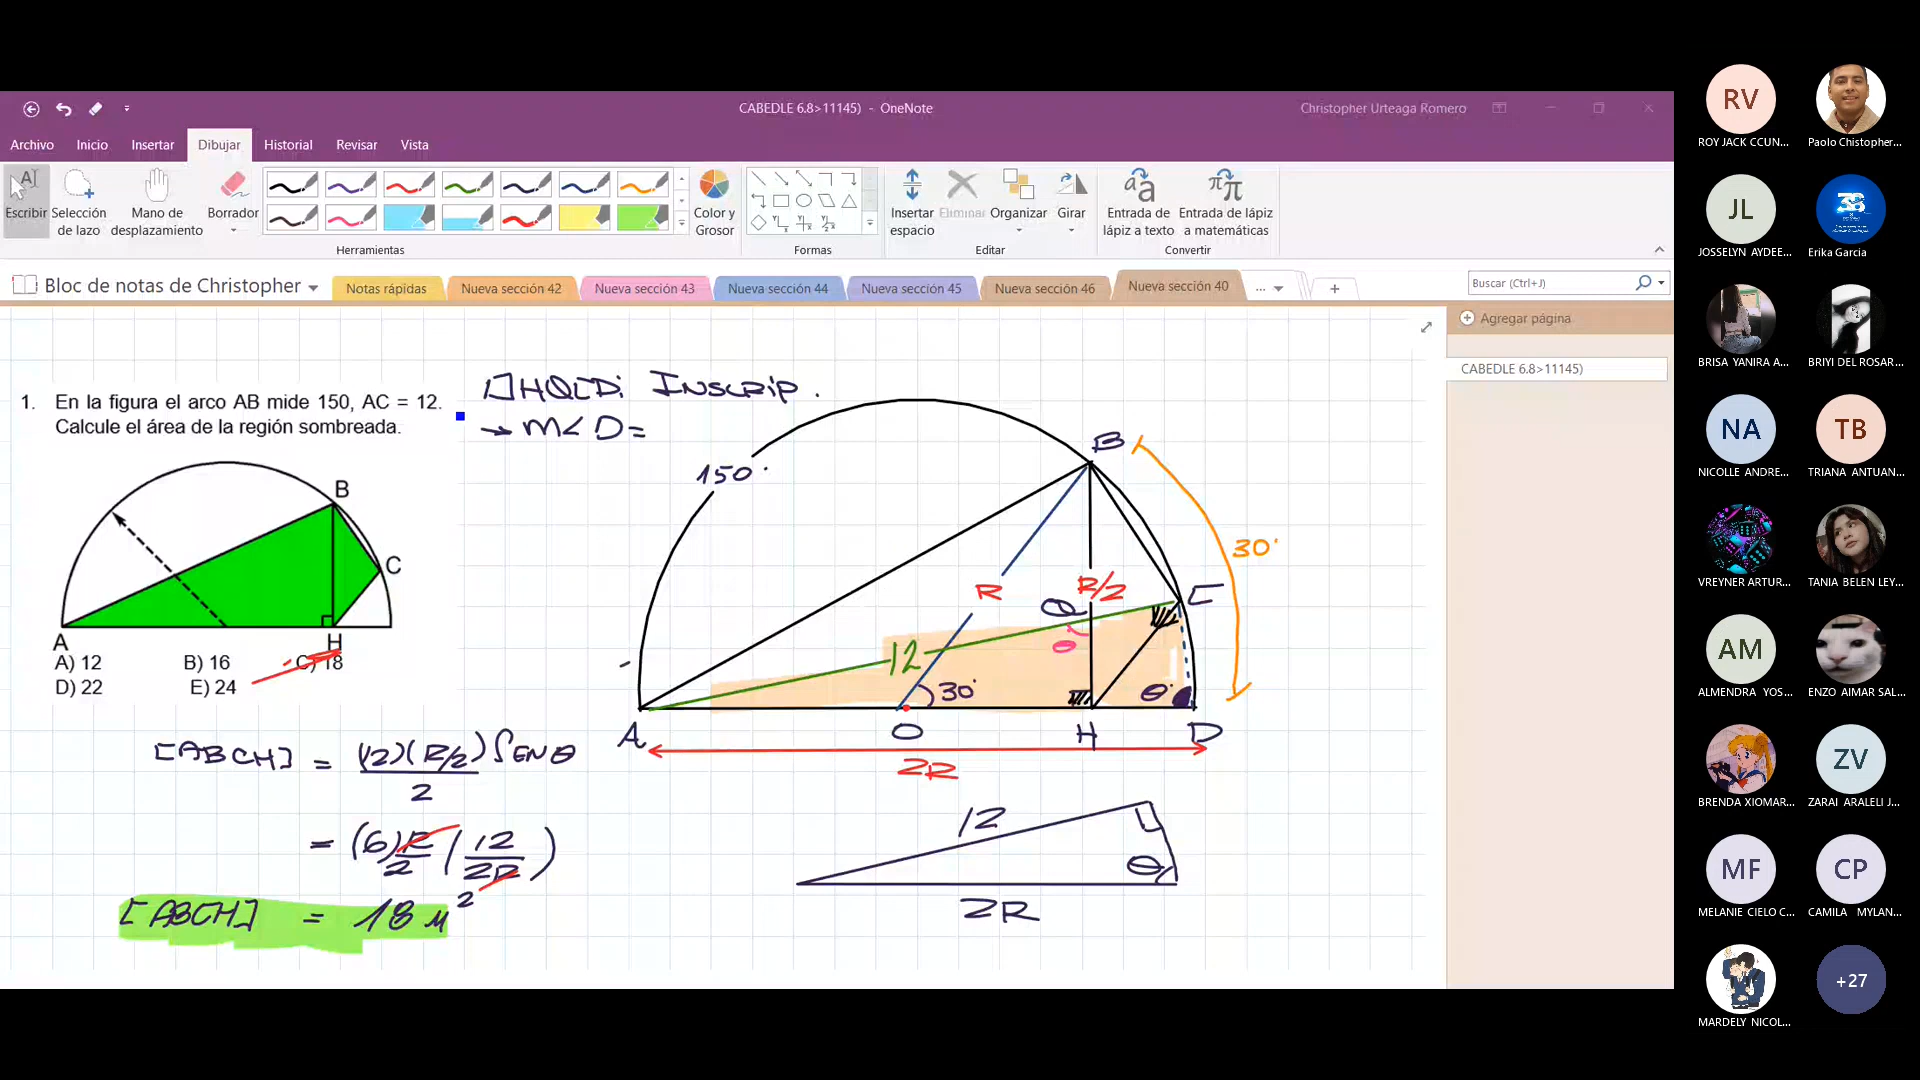 CABEDLE 6.8>11145) - OneNote
Christopher Urteaga Romero
Archivo Inicio Insertar Dibujar Historial Revisar Vista
Escribir
Selección de lazo
Mano de desplazamiento
Borrador
Color y Grosor
Insertar espacio
Eliminar
Organizar
Girar
Entrada de lápiz a texto
Entrada de lápiz a matemáticas
Herramientas
Formas
Editar
Convertir
Bloc de notas de Christopher
Notas rápidas
Nueva sección 42
Nueva sección 43
Nueva sección 44
Nueva sección 45
Nueva sección 46
Nueva sección 40
...
Buscar (Ctrl+J)
Agregar página
CABEDLE 6.8>11145)
1. En la figura el arco AB mide 150, AC = 12.
Calcule el área de la región sombreada.
B
C
A
H
A) 12 B) 16 C) 18
D) 22 E) 24
□HQCD: Inscrip.
→ m∠D=
150°
B
30°
R
R/2
C
Q
θ
12
30°
θ
A O H D
2R
12
θ
2R
[ABCH] = (12)(R/2) Senθ
2
= (6) R/2 (12/2R)
[ABCH] = 18 u²
RV
ROY JACK CCUN...
Paolo Chistopher...
JL
JOSSELYN AYDEE...
38
Erika Garcia
BRISA YANIRA A...
BRIYI DEL ROSAR...
NA
NICOLLE ANDRE...
TB
TRIANA ANTUAN...
VREYNER ARTUR...
TANIA BELEN LEY...
AM
ALMENDRA YOS...
ENZO AIMAR SAL...
BRENDA XIOMAR...
ZV
ZARAI ARALELI J...
MF
MELANIE CIELO C...
CP
CAMILA MYLAN...
MARDELY NICOL...
+27